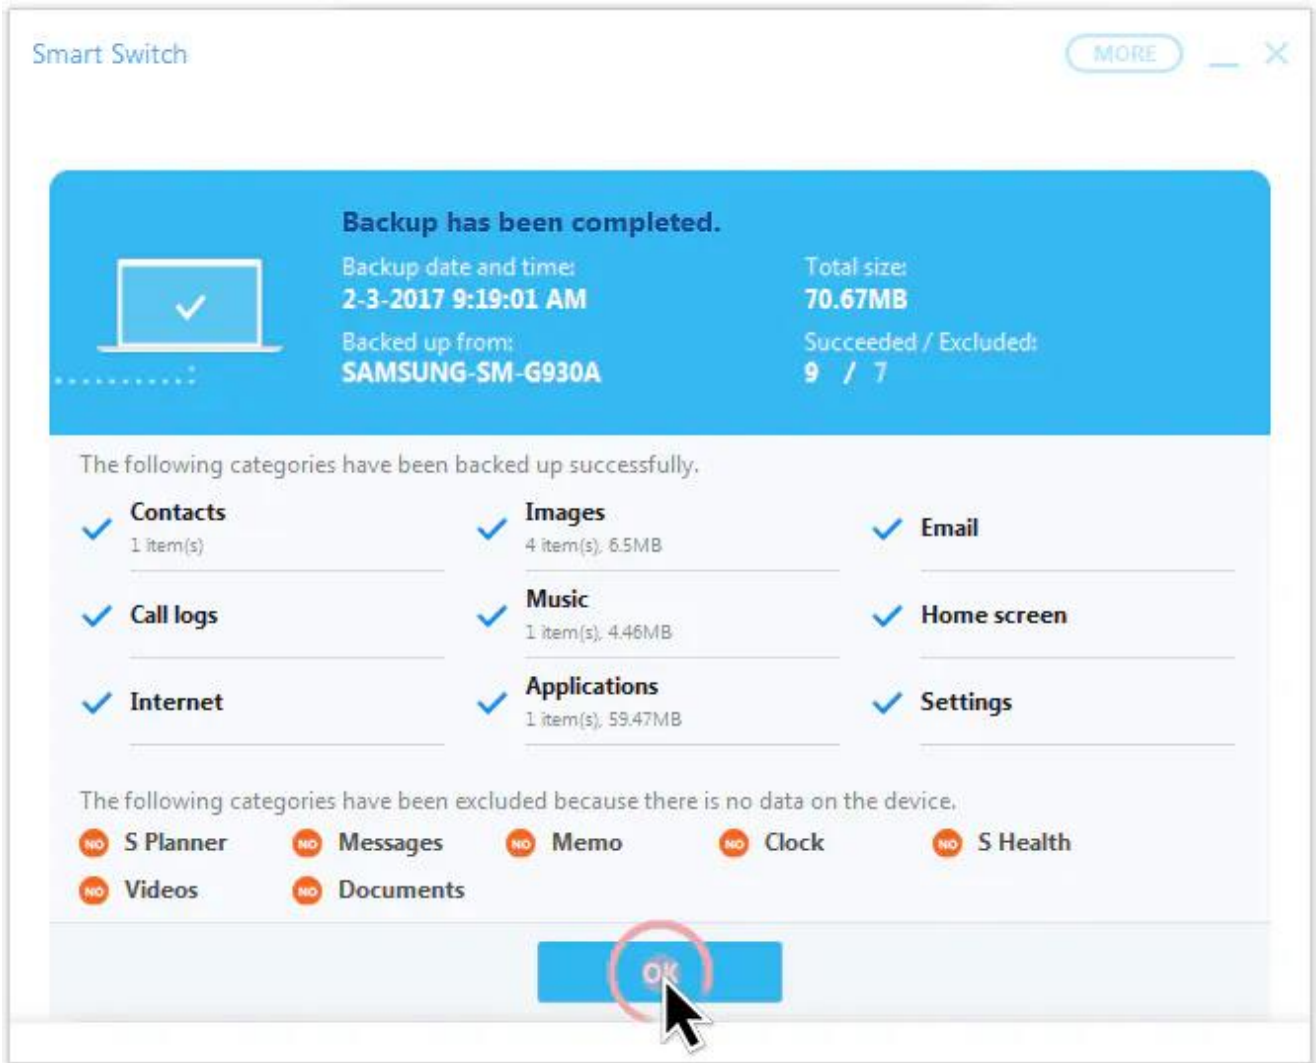 Smart Switch
MORE
Backup has been completed.
Backup date and time:
2-3-2017 9:19:01 AM
Total size:
70.67MB
Backed up from:
SAMSUNG-SM-G930A
Succeeded / Excluded:
9 / 7
The following categories have been backed up successfully.
Contacts
1 item(s)
Images
4 item(s), 6.5MB
Email
Call logs
Music
1 item(s), 4.46MB
Home screen
Internet
Applications
1 item(s), 59.47MB
Settings
The following categories have been excluded because there is no data on the device.
NO S Planner NO Messages NO Memo NO Clock NO S Health
NO Videos NO Documents
OK